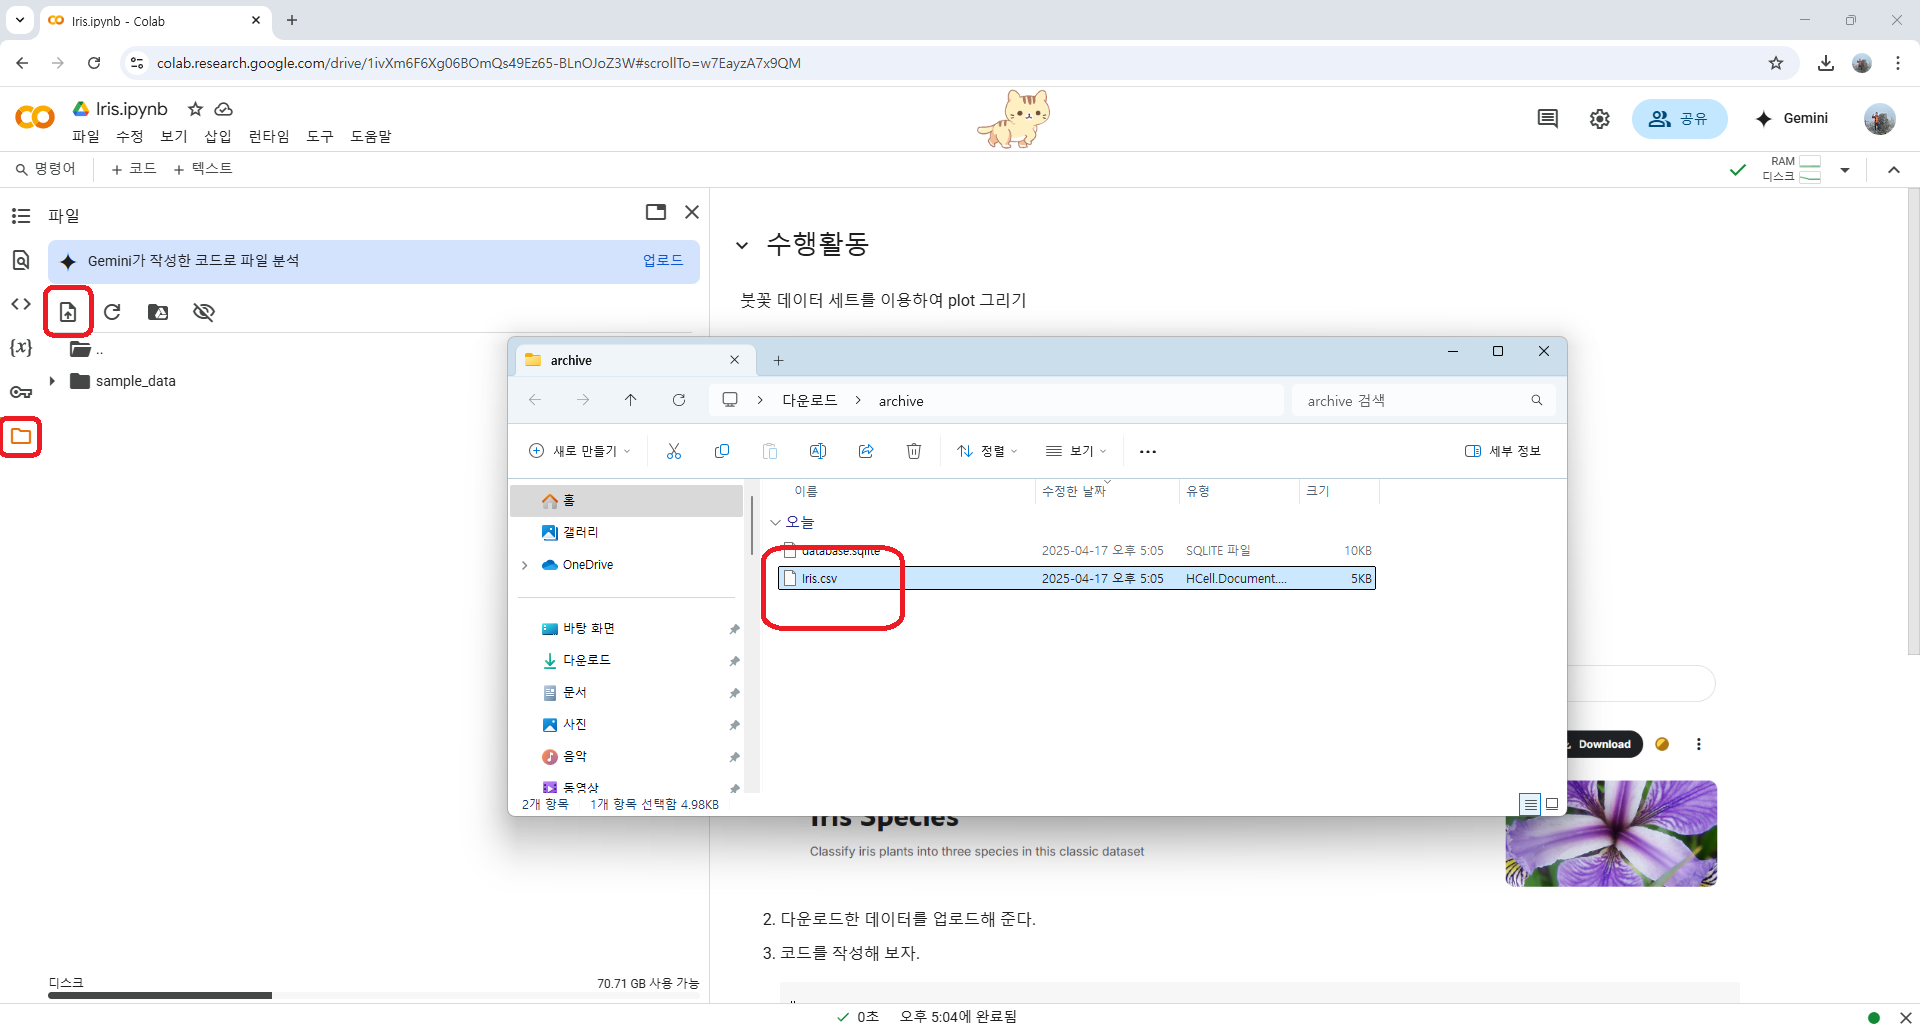 Iris.ipynb - Colab
colab.research.google.com/drive/1ivXm6F6Xg06BOmQs49Ez65-BLnOJoZ3W#scrollTo=w7EayzA7x9QM
Iris.ipynb
파일 수정 보기 삽입 런타임 도구 도움말
공유
Gemini
명령어 + 코드 + 텍스트
RAM
디스크
파일
Gemini가 작성한 코드로 파일 분석 업로드
{x}
..
sample_data
디스크 70.71 GB 사용 가능
수행활동
붓꽃 데이터 세트를 이용하여 plot 그리기
archive
다운로드 > archive
archive 검색
새로 만들기
정렬
보기
세부 정보
홈
갤러리
OneDrive
바탕 화면
다운로드
문서
사진
음악
동영상
이름 수정한 날짜 유형 크기
오늘
database.sqlite 2025-04-17 오후 5:05 SQLITE 파일 10KB
Iris.csv 2025-04-17 오후 5:05 HCell.Document.... 5KB
2개 항목 1개 항목 선택함 4.98KB
Download
Iris Species
Classify iris plants into three species in this classic dataset
2. 다운로드한 데이터를 업로드해 준다.
3. 코드를 작성해 보자.
0초 오후 5:04에 완료됨